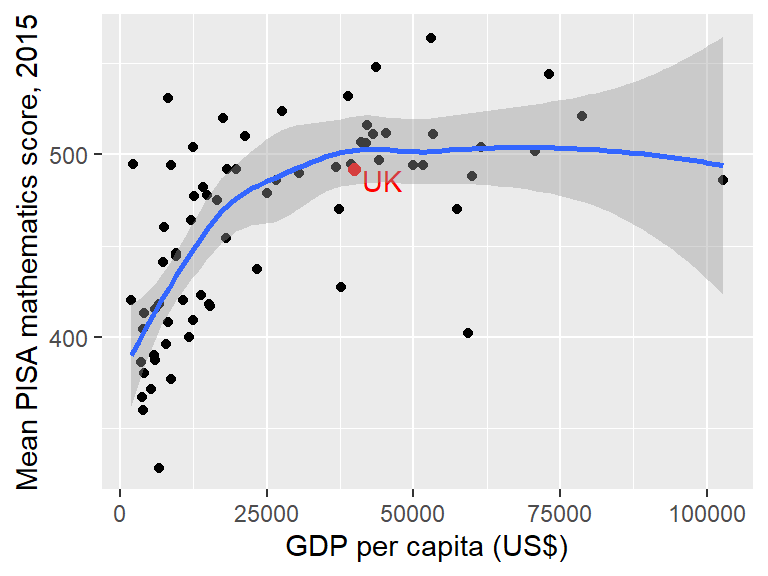 Mean PISA mathematics score, 2015
500
400
UK
0 25000 50000 75000 100000
GDP per capita (US$)